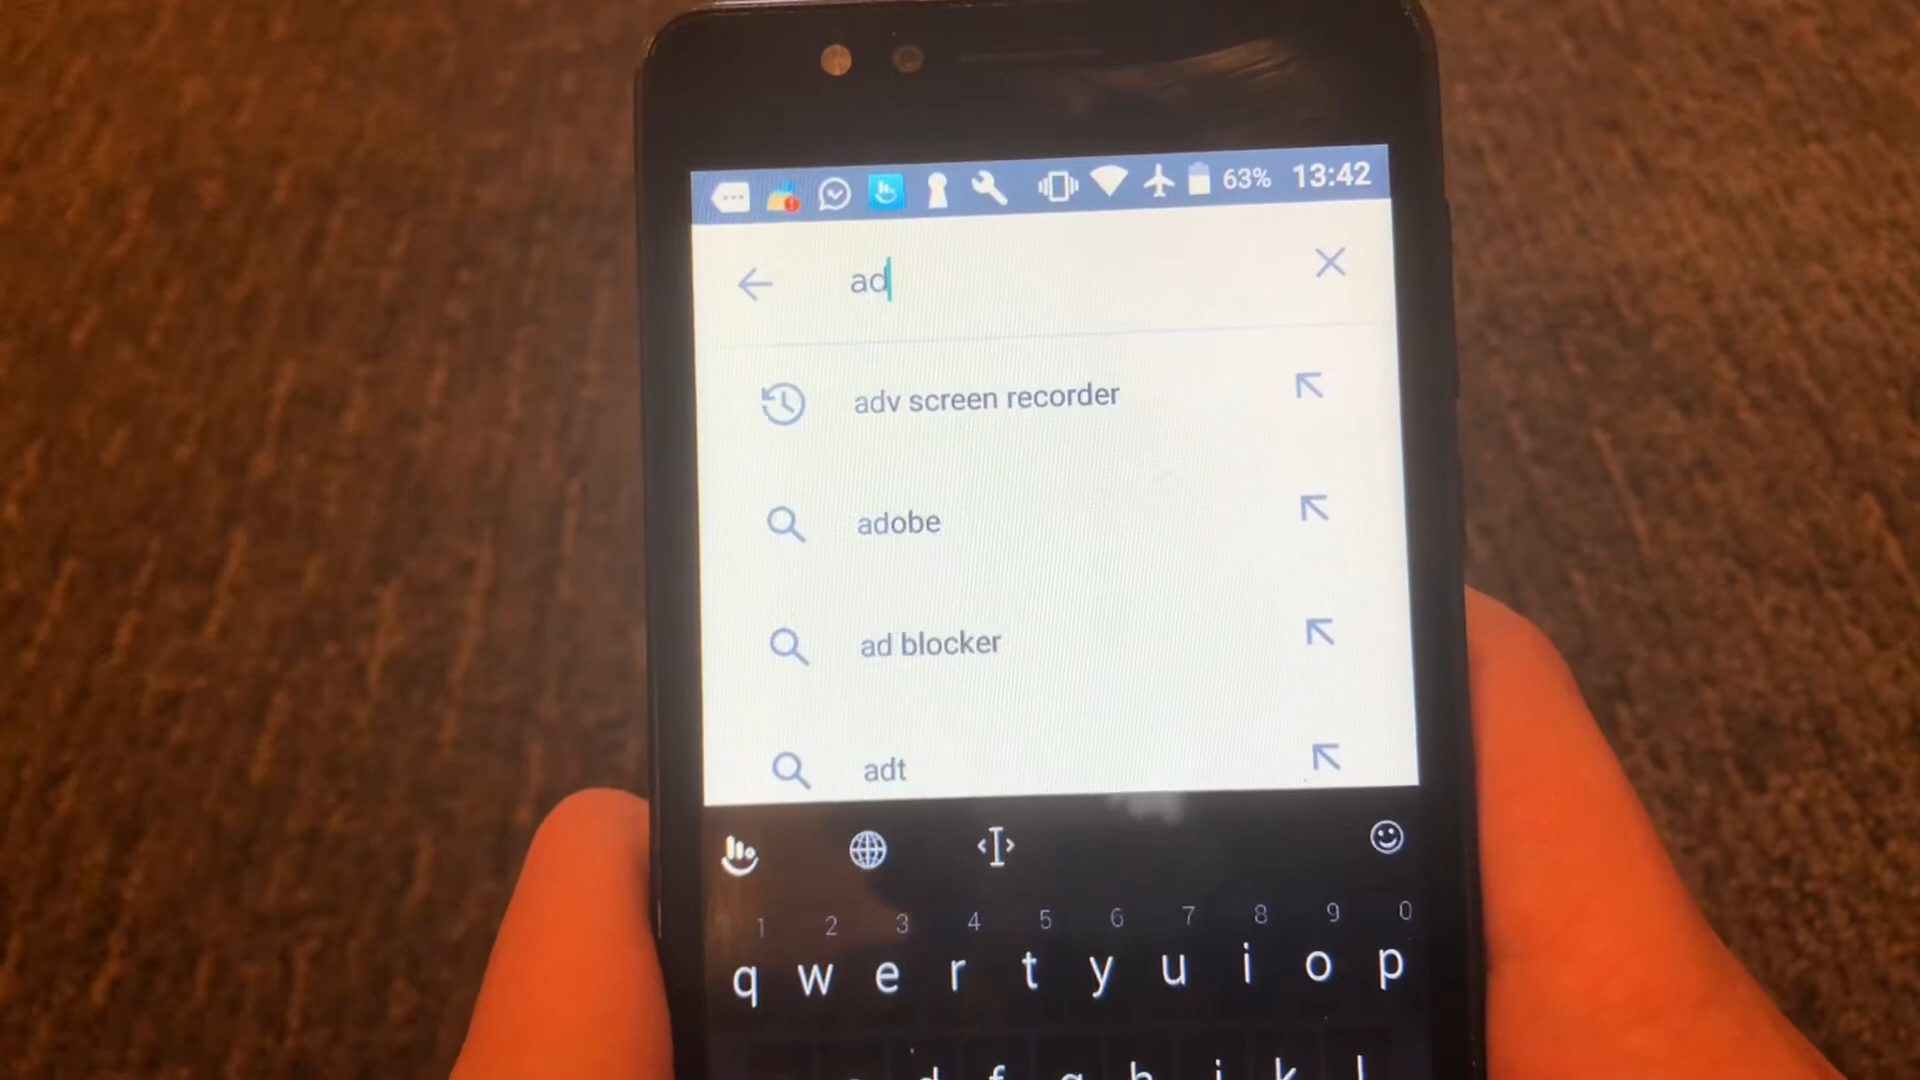 63% 13:42
ad
adv screen recorder
adobe
ad blocker
adt
1 2 3 4 5 6 7 8 9 0
q w e r t y u i o p
d f g h j k l